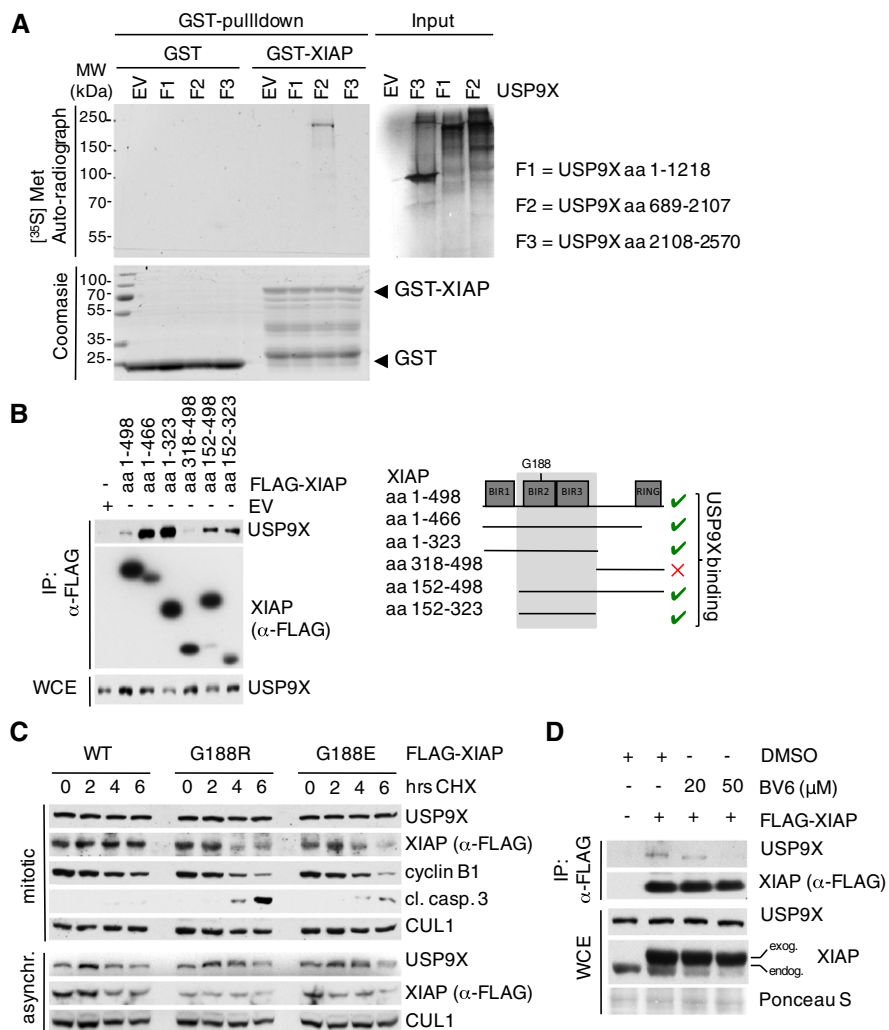 A
GST-pullldown
Input
GST
GST-XIAP
MW
(kDa)
EV F1 F2 F3 EV F1 F2 F3 EV F3 F1 F2 USP9X
[³⁵S] Met
Auto-radiograph
250
150-
100-
70-
55-
F1 = USP9X aa 1-1218
F2 = USP9X aa 689-2107
F3 = USP9X aa 2108-2570
Coomasie
100-
70-
55-
35-
25-
GST-XIAP
GST
B
- aa 1-498 aa 1-466 aa 1-323 aa 318-498 aa 152-498 aa 152-323 FLAG-XIAP
+ - - - - - - EV
IP:
α-FLAG
USP9X
XIAP
(α-FLAG)
WCE
USP9X
G188
XIAP
BIR1 BIR2 BIR3 RING
aa 1-498
aa 1-466
aa 1-323
aa 318-498
aa 152-498
aa 152-323
USP9X binding
C
WT G188R G188E FLAG-XIAP
0 2 4 6 0 2 4 6 0 2 4 6 hrs CHX
mitotic
USP9X
XIAP (α-FLAG)
cyclin B1
cl. casp. 3
CUL1
asynchr.
USP9X
XIAP (α-FLAG)
CUL1
D
+ + - - DMSO
- - 20 50 BV6 (μM)
- + + + FLAG-XIAP
IP:
α-FLAG
USP9X
XIAP (α-FLAG)
WCE
USP9X
exog.
XIAP
endog.
Ponceau S